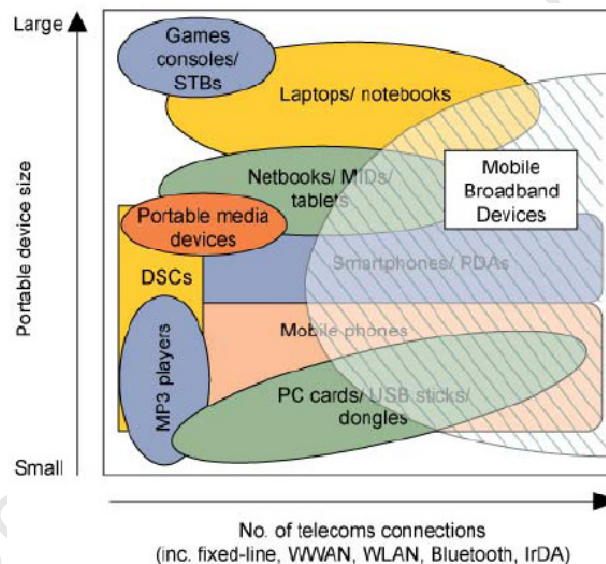 Large
Games
consoles/
STBs
Laptops/ notebooks
Netbooks/ MIDs/
tablets
Mobile
Broadband
Devices
Portable media
devices
Smartphones/ PDAs
DSCs
Mobile phones
MP3 players
PC cards/ USB sticks/
dongles
Portable device size
Small
No. of telecoms connections
(inc. fixed-line, WWAN, WLAN, Bluetooth, IrDA)